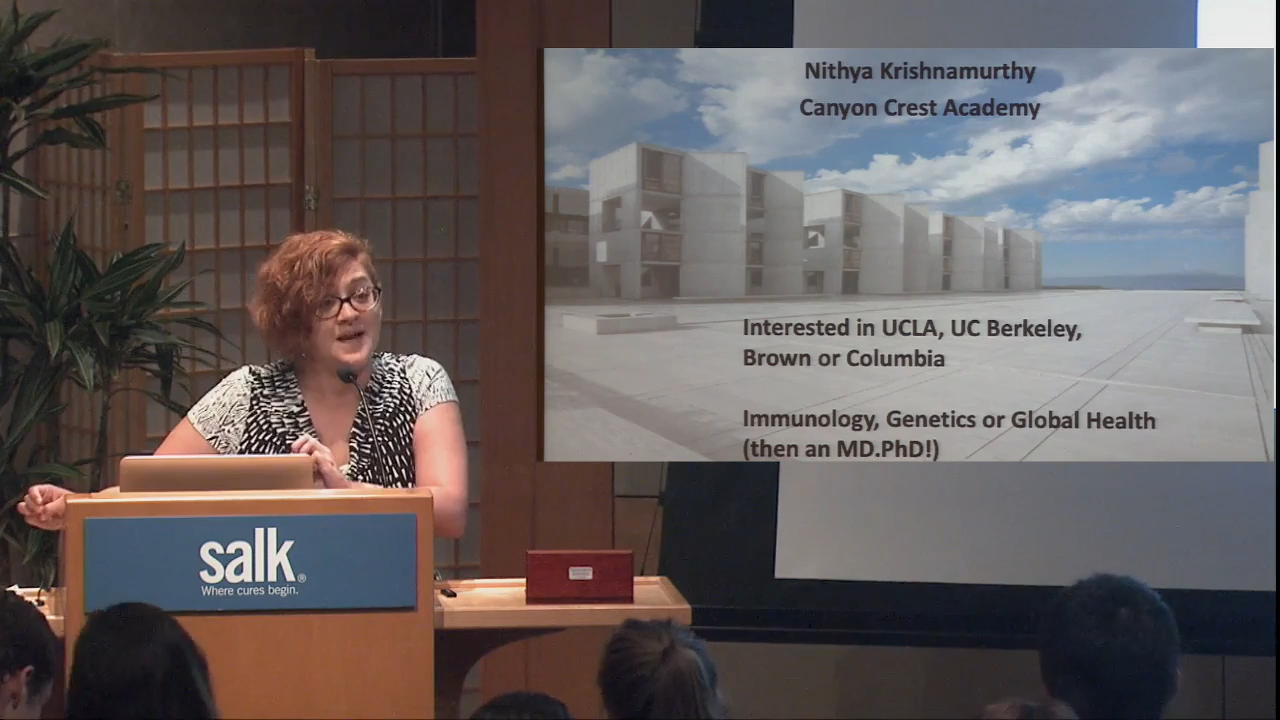 Nithya Krishnamurthy
Canyon Crest Academy
Interested in UCLA, UC Berkeley,
Brown or Columbia
Immunology, Genetics or Global Health
(then an MD.PhD!)
salk®
Where cures begin.